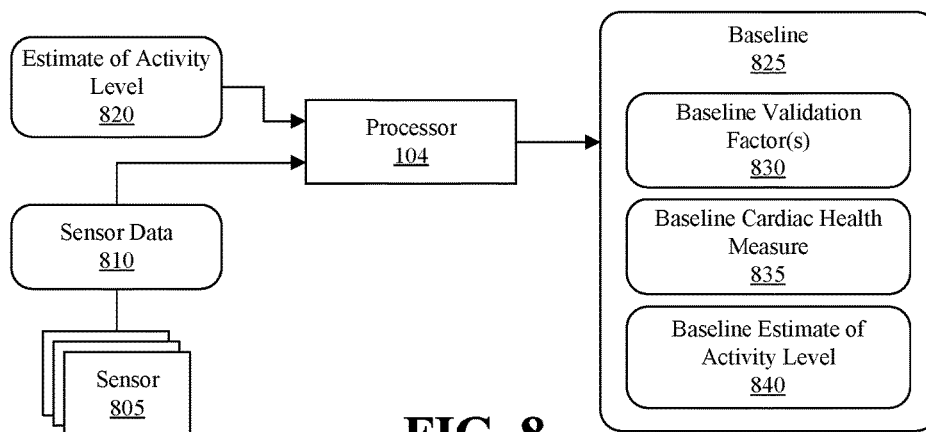 Estimate of Activity
Level
820
Sensor Data
810
Sensor
805
Processor
104
Baseline
825
Baseline Validation
Factor(s)
830
Baseline Cardiac Health
Measure
835
Baseline Estimate of
Activity Level
840
FIG. 8